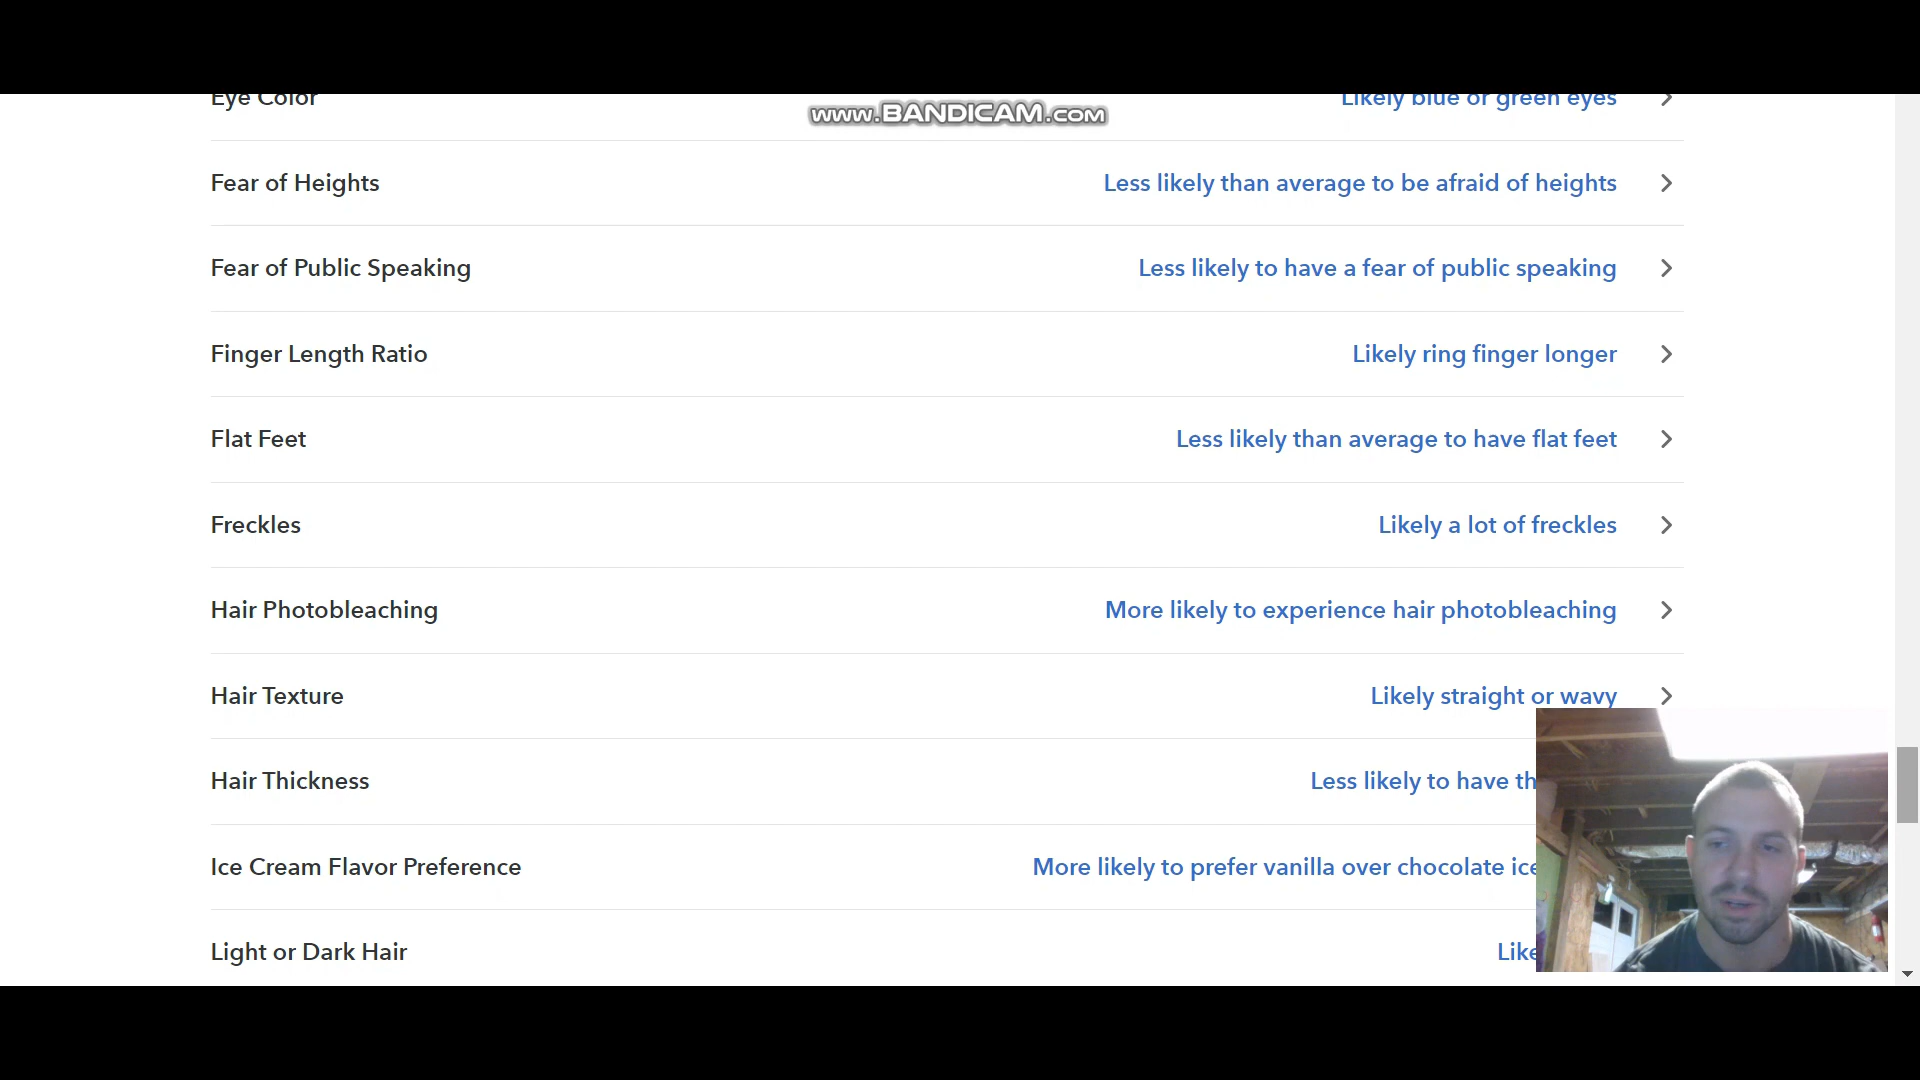 Eye Color Likely blue or green eyes
www.BANDICAM.com
Fear of Heights Less likely than average to be afraid of heights
Fear of Public Speaking Less likely to have a fear of public speaking
Finger Length Ratio Likely ring finger longer
Flat Feet Less likely than average to have flat feet
Freckles Likely a lot of freckles
Hair Photobleaching More likely to experience hair photobleaching
Hair Texture Likely straight or wavy
Hair Thickness Less likely to have th
Ice Cream Flavor Preference More likely to prefer vanilla over chocolate ice
Light or Dark Hair Like